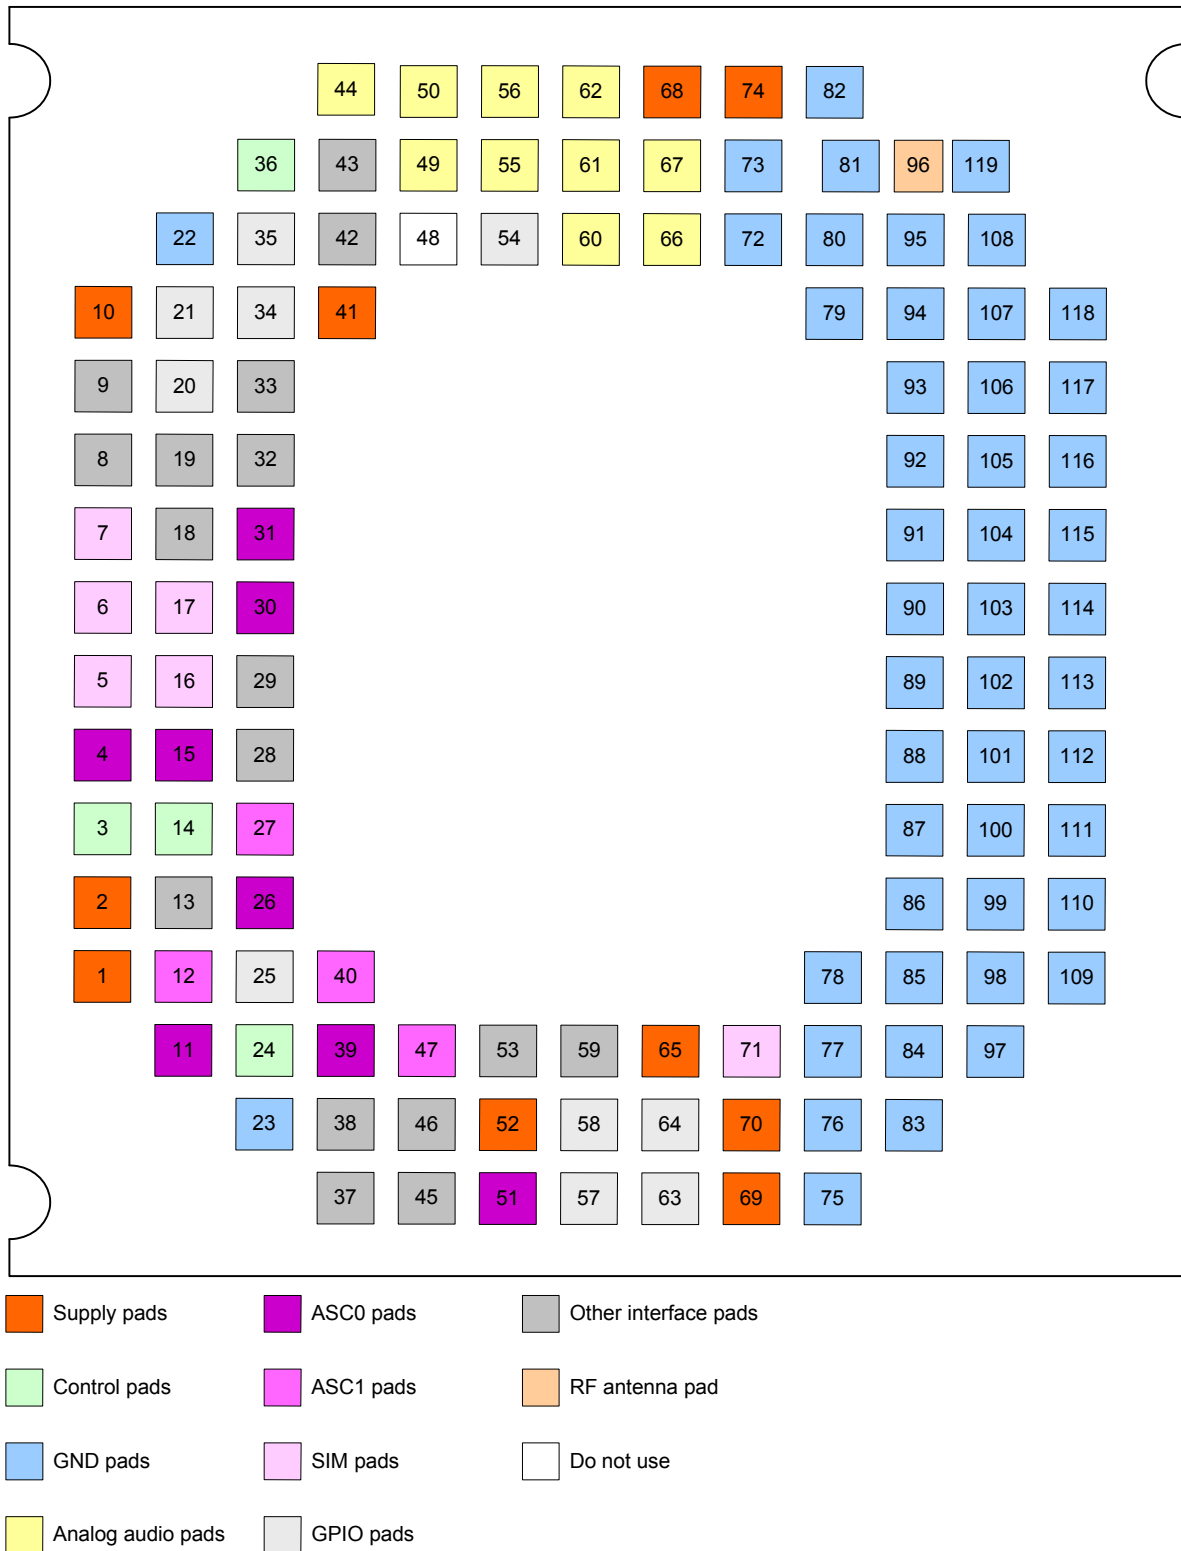 44 50 56 62 68 74 82
36 43 49 55 61 67 73 81 96 119
22 35 42 48 54 60 66 72 80 95 108
10 21 34 41 79 94 107 118
9 20 33 93 106 117
8 19 32 92 105 116
7 18 31 91 104 115
6 17 30 90 103 114
5 16 29 89 102 113
4 15 28 88 101 112
3 14 27 87 100 111
2 13 26 86 99 110
1 12 25 40 78 85 98 109
11 24 39 47 53 59 65 71 77 84 97
23 38 46 52 58 64 70 76 83
37 45 51 57 63 69 75
Supply pads ASC0 pads Other interface pads
Control pads ASC1 pads RF antenna pad
GND pads SIM pads Do not use
Analog audio pads GPIO pads